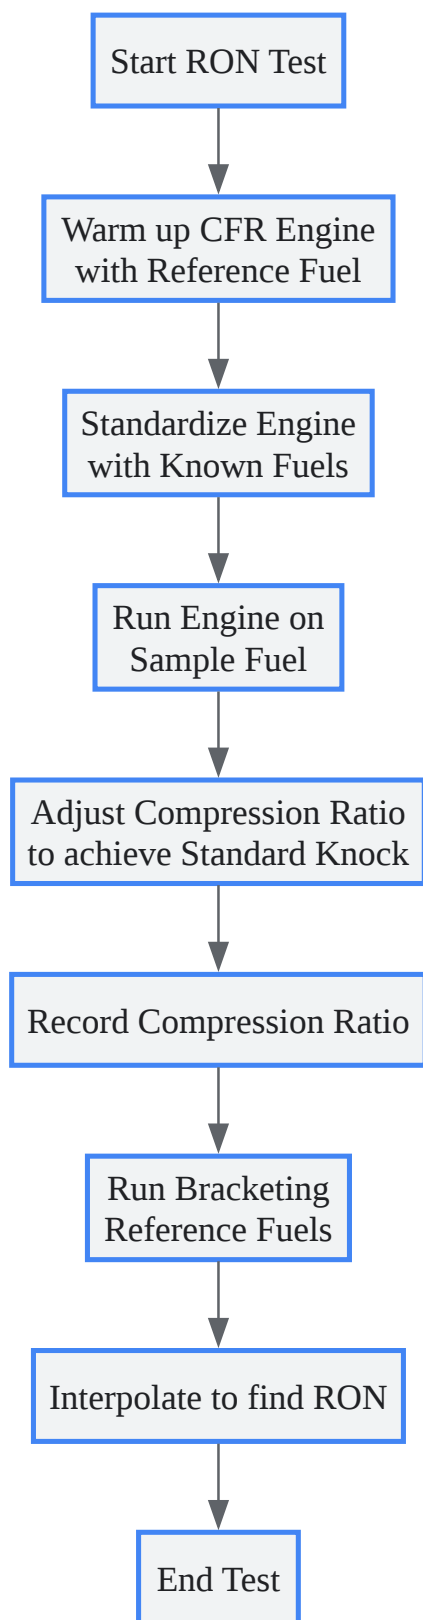 Start RON Test
Warm up CFR Engine
with Reference Fuel
Standardize Engine
with Known Fuels
Run Engine on
Sample Fuel
Adjust Compression Ratio
to achieve Standard Knock
Record Compression Ratio
Run Bracketing
Reference Fuels
Interpolate to find RON
End Test